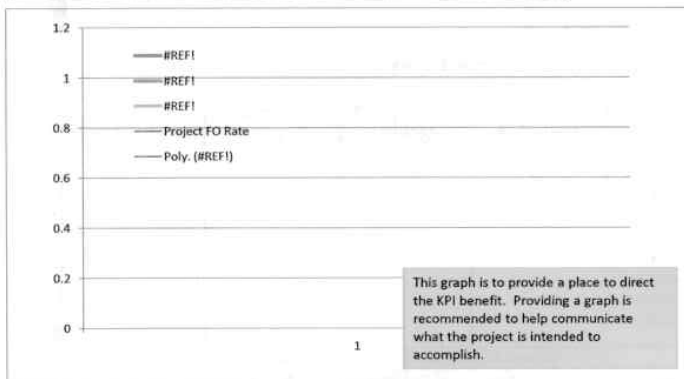 1.2
1
0.8
0.6
0.4
0.2
0
#REF!
#REF!
#REF!
Project FO Rate
Poly. (#REF!)
1
This graph is to provide a place to direct
the KPI benefit. Providing a graph is
recommended to help communicate
what the project is intended to
accomplish.